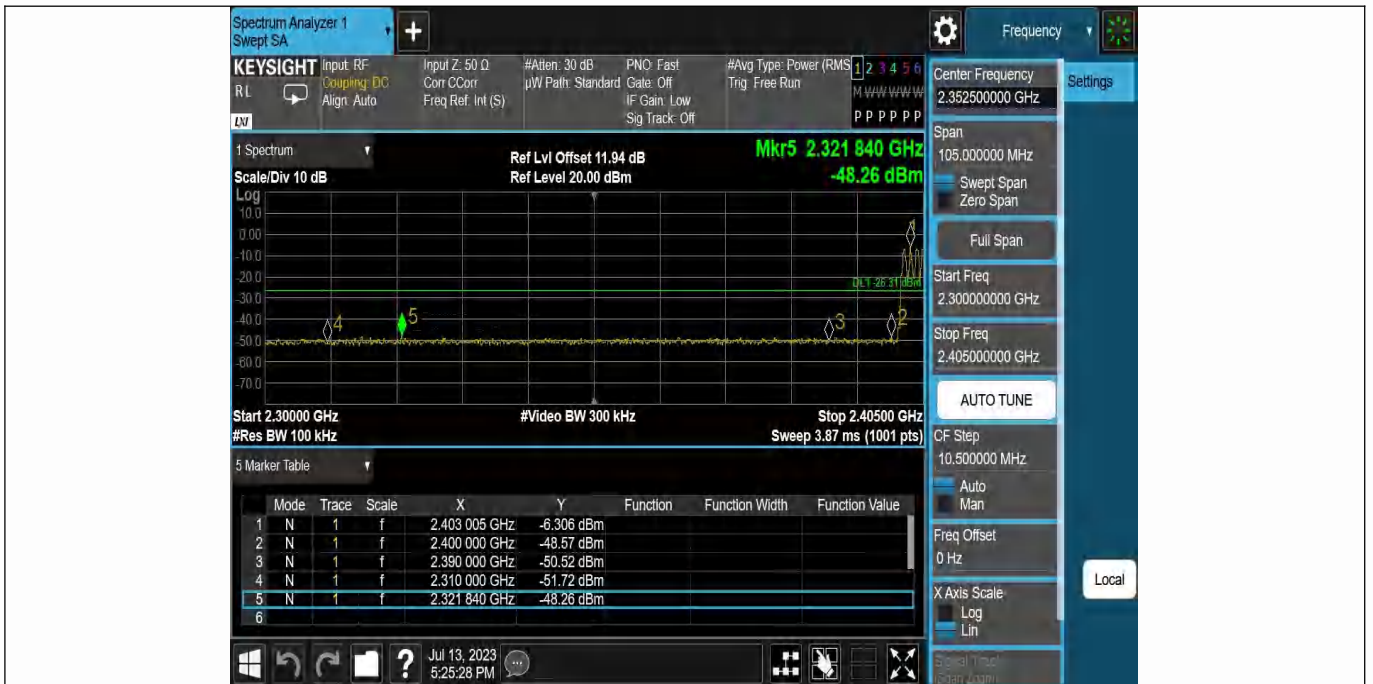 Spectrum Analyzer 1
Swept SA
+
Frequency
KEYSIGHT
RL
LXI
Input: RF
Coupling: DC
Align: Auto
Input Z: 50 Ω
Corr CCorr
Freq Ref: Int (S)
#Atten: 30 dB
µW Path: Standard
PNO: Fast
Gate: Off
IF Gain: Low
Sig Track: Off
#Avg Type: Power (RMS
Trig: Free Run
1 2 3 4 5 6
M W W W W W
P P P P P P
Center Frequency
2.352500000 GHz
Settings
1 Spectrum
Scale/Div 10 dB
Ref Lvl Offset 11.94 dB
Ref Level 20.00 dBm
Mkr5 2.321 840 GHz
-48.26 dBm
Log
10.0
0.00
-10.0
-20.0
-30.0
-40.0
-50.0
-60.0
-70.0
DL1 -26.31 dBm
4
5
3
2
Start 2.30000 GHz
#Video BW 300 kHz
Stop 2.40500 GHz
#Res BW 100 kHz
Sweep 3.87 ms (1001 pts)
Span
105.000000 MHz
Swept Span
Zero Span
Full Span
Start Freq
2.300000000 GHz
Stop Freq
2.405000000 GHz
AUTO TUNE
CF Step
10.500000 MHz
Auto
Man
Freq Offset
0 Hz
X Axis Scale
Log
Lin
Signal Track
(Span Zoom)
Local
5 Marker Table
Mode Trace Scale X Y Function Function Width Function Value
1 N 1 f 2.403 005 GHz -6.306 dBm
2 N 1 f 2.400 000 GHz -48.57 dBm
3 N 1 f 2.390 000 GHz -50.52 dBm
4 N 1 f 2.310 000 GHz -51.72 dBm
5 N 1 f 2.321 840 GHz -48.26 dBm
6
?
Jul 13, 2023
5:25:28 PM